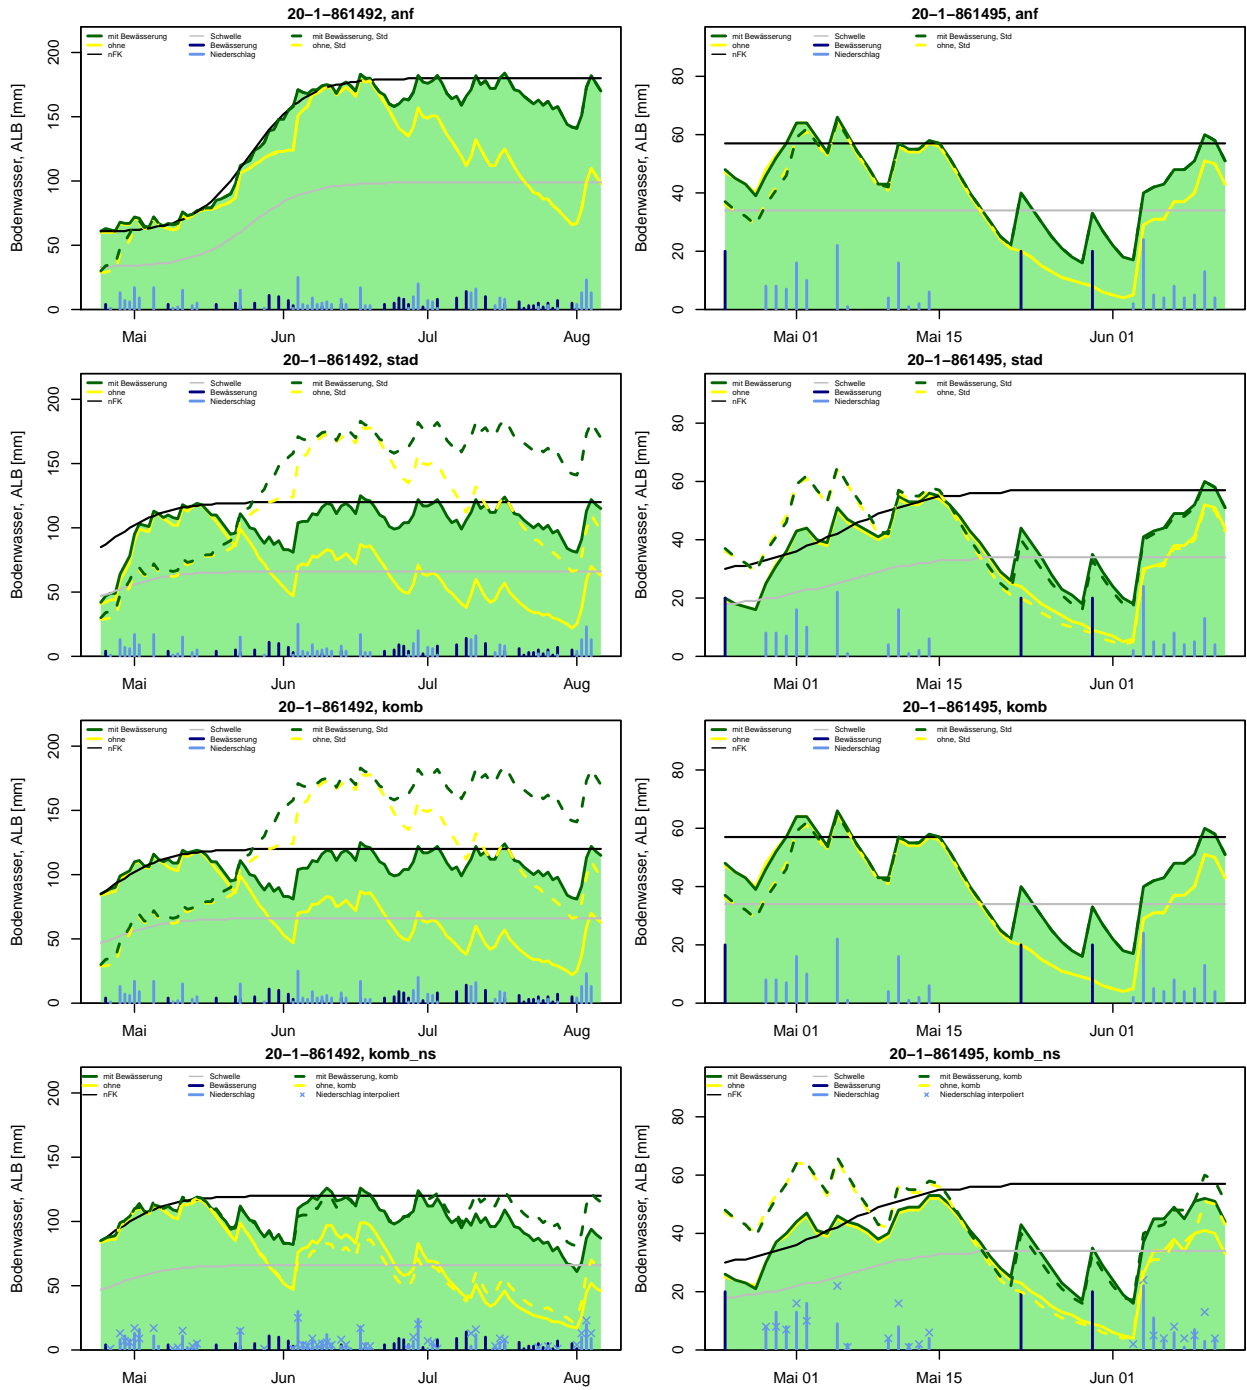 20−1−861492, anf
mit Bewässerung Schwelle mit Bewässerung, Std
ohne Bewässerung ohne, Std
nFK Niederschlag
Bodenwasser, ALB [mm]
0 50 100 150 200
Mai Jun Jul Aug
20−1−861495, anf
mit Bewässerung Schwelle mit Bewässerung, Std
ohne Bewässerung ohne, Std
nFK Niederschlag
Bodenwasser, ALB [mm]
0 20 40 60 80
Mai 01 Mai 15 Jun 01
20−1−861492, stad
mit Bewässerung Schwelle mit Bewässerung, Std
ohne Bewässerung ohne, Std
nFK Niederschlag
Bodenwasser, ALB [mm]
0 50 100 150 200
Mai Jun Jul Aug
20−1−861495, stad
mit Bewässerung Schwelle mit Bewässerung, Std
ohne Bewässerung ohne, Std
nFK Niederschlag
Bodenwasser, ALB [mm]
0 20 40 60 80
Mai 01 Mai 15 Jun 01
20−1−861492, komb
mit Bewässerung Schwelle mit Bewässerung, Std
ohne Bewässerung ohne, Std
nFK Niederschlag
Bodenwasser, ALB [mm]
0 50 100 150 200
Mai Jun Jul Aug
20−1−861495, komb
mit Bewässerung Schwelle mit Bewässerung, Std
ohne Bewässerung ohne, Std
nFK Niederschlag
Bodenwasser, ALB [mm]
0 20 40 60 80
Mai 01 Mai 15 Jun 01
20−1−861492, komb_ns
mit Bewässerung Schwelle mit Bewässerung, komb
ohne Bewässerung ohne, komb
nFK Niederschlag Niederschlag interpoliert
Bodenwasser, ALB [mm]
0 50 100 150 200
Mai Jun Jul Aug
20−1−861495, komb_ns
mit Bewässerung Schwelle mit Bewässerung, komb
ohne Bewässerung ohne, komb
nFK Niederschlag Niederschlag interpoliert
Bodenwasser, ALB [mm]
0 20 40 60 80
Mai 01 Mai 15 Jun 01